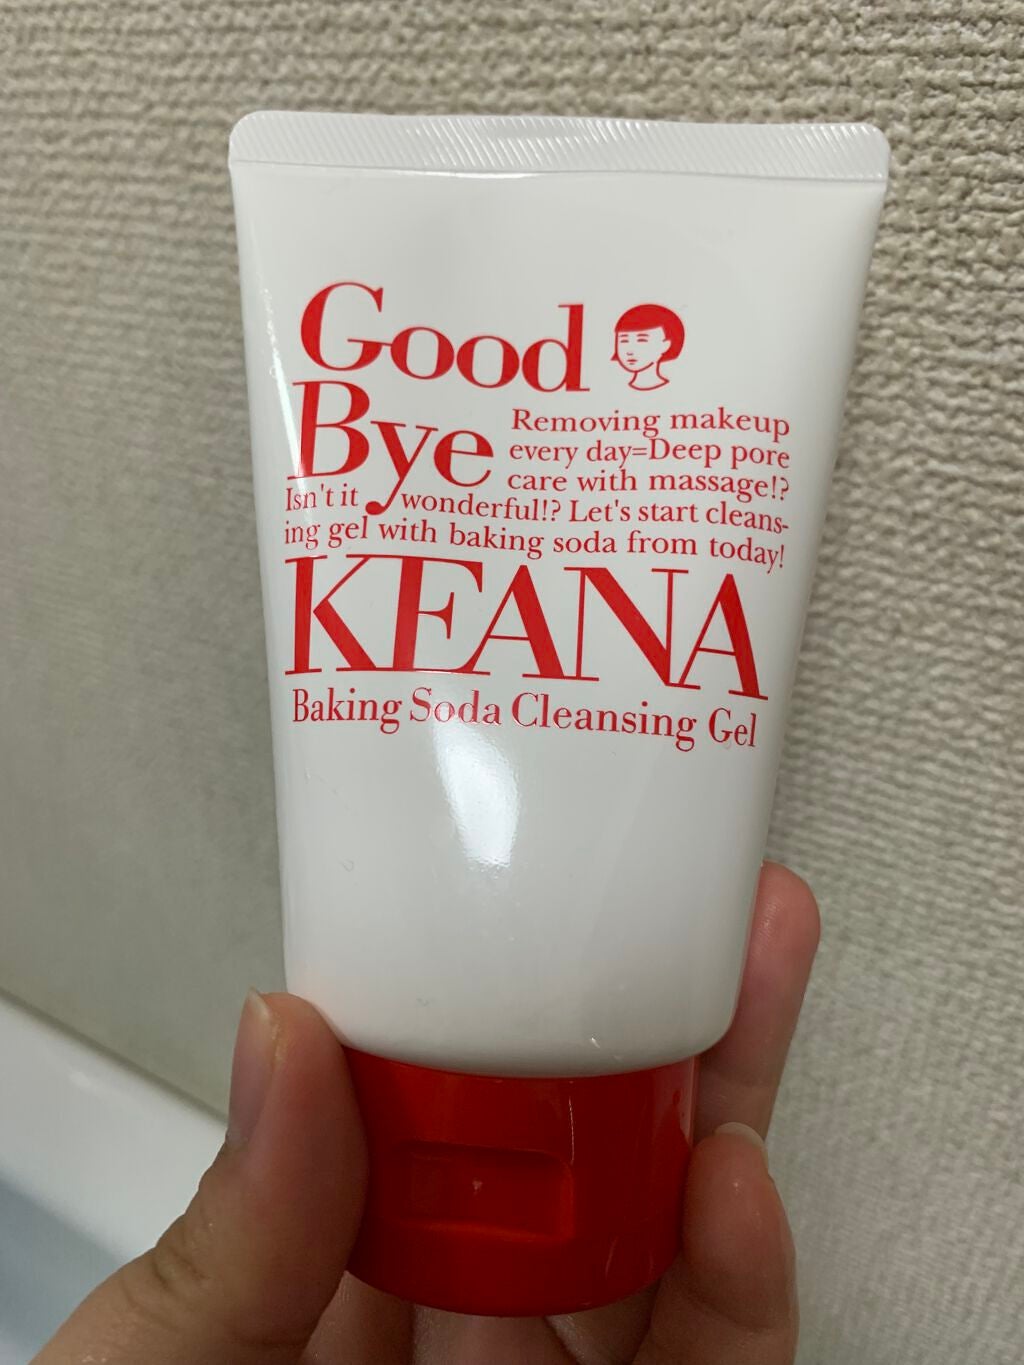 Good
Bye
Removing makeup
every day=Deep pore
care with massage!?
Isn't it wonderful!? Let's start cleans-
ing gel with baking soda from today!
KEANA
Baking Soda Cleansing Gel